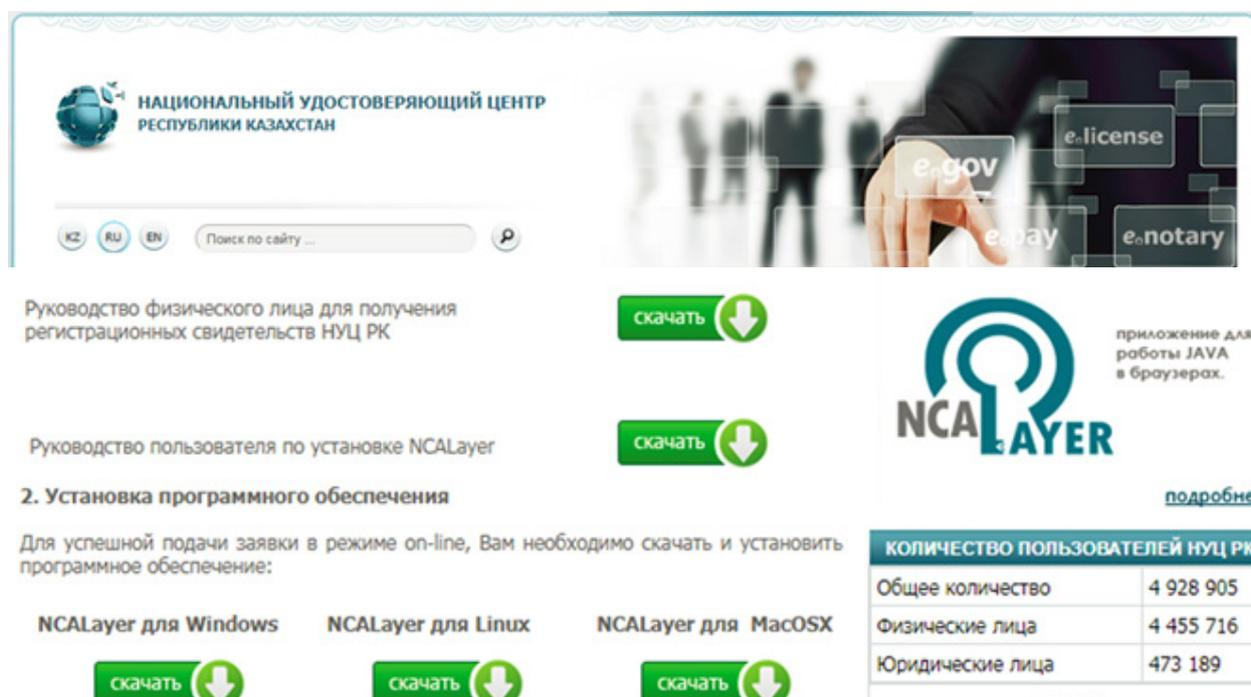 НАЦИОНАЛЬНЫЙ УДОСТОВЕРЯЮЩИЙ ЦЕНТР
РЕСПУБЛИКИ КАЗАХСТАН
e.license
e.gov
e.pay
e.notary
KZ
RU
EN
Поиск по сайту ...
Руководство физического лица для получения
регистрационных свидетельств НУЦ РК
скачать
приложение для
работы JAVA
в браузерах.
NCALAYER
Руководство пользователя по установке NCALayer
скачать
подробне
2. Установка программного обеспечения
Для успешной подачи заявки в режиме on-line, Вам необходимо скачать и установить
программное обеспечение:
NCALayer для Windows
NCALayer для Linux
NCALayer для MacOSX
скачать
скачать
скачать
КОЛИЧЕСТВО ПОЛЬЗОВАТЕЛЕЙ НУЦ РК
Общее количество 4 928 905
Физические лица 4 455 716
Юридические лица 473 189